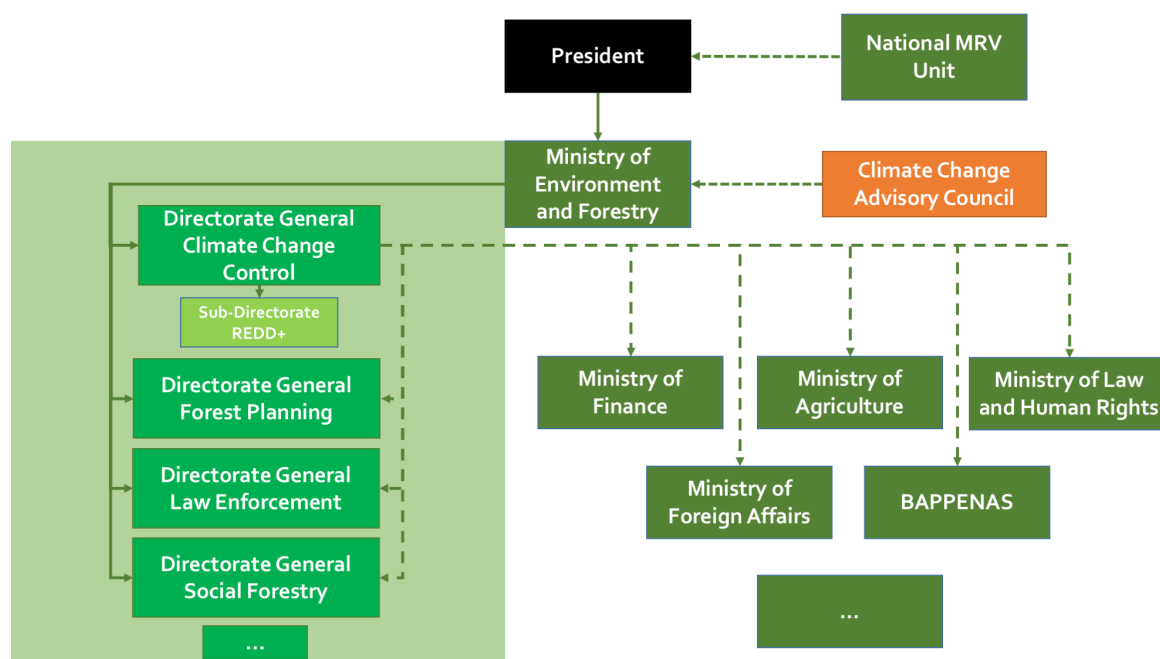 President
National MRV
Unit
Ministry of
Environment
and Forestry
Climate Change
Advisory Council
Directorate General
Climate Change
Control
Sub-Directorate
REDD+
Directorate General
Forest Planning
Ministry of
Finance
Ministry of
Agriculture
Ministry of Law
and Human Rights
Directorate General
Law Enforcement
Ministry of
Foreign Affairs
BAPPENAS
Directorate General
Social Forestry
...
...